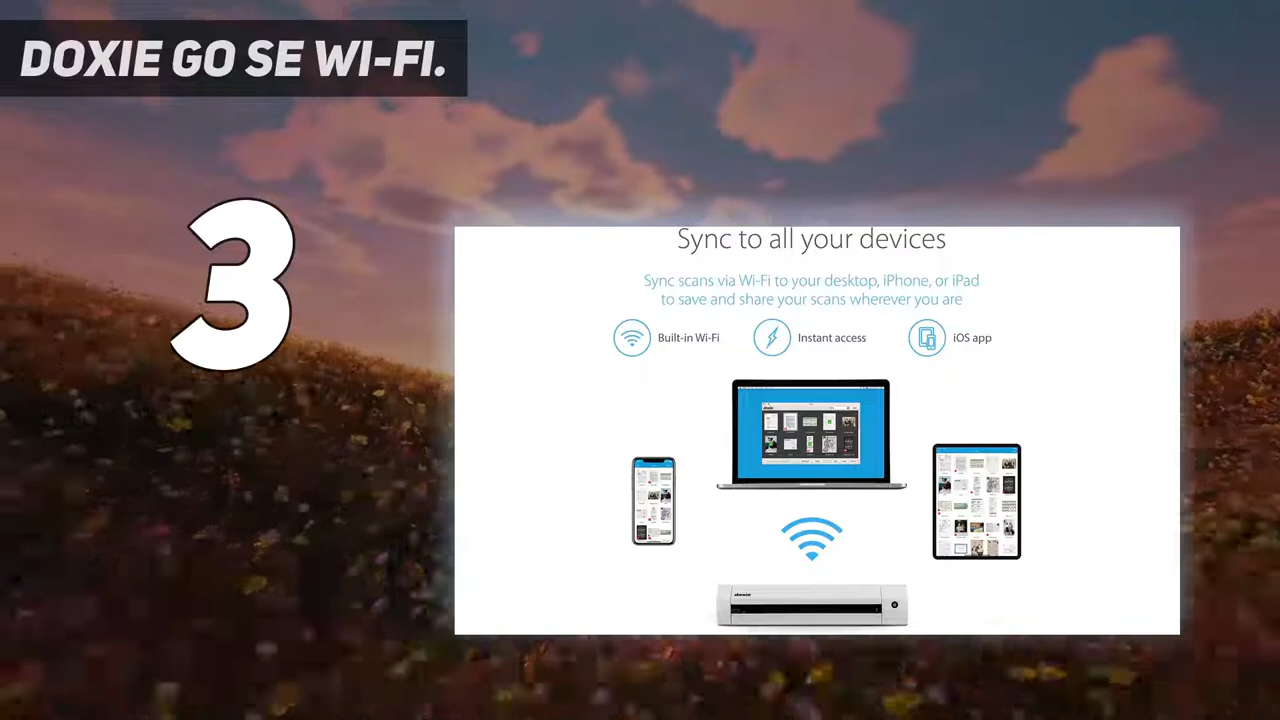 DOXIE GO SE WI-FI.
3
Sync to all your devices
Sync scans via Wi-Fi to your desktop, iPhone, or iPad
to save and share your scans wherever you are
Built-in Wi-Fi
Instant access
iOS app
doxie